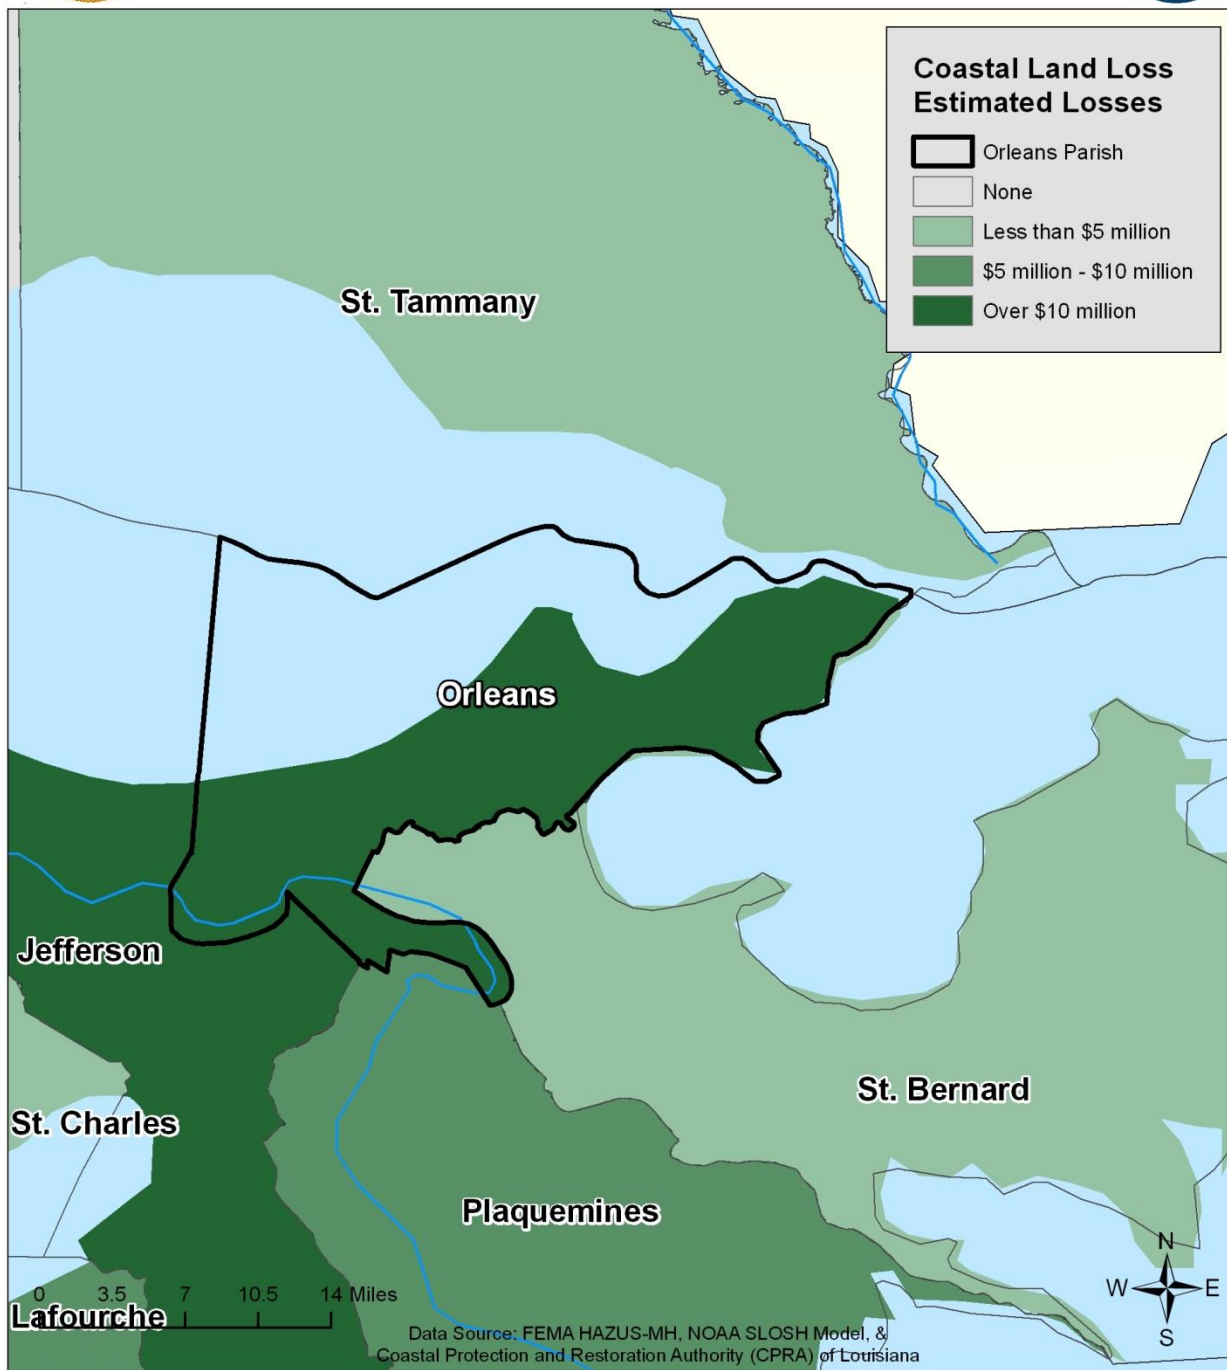 Coastal Land Loss
Estimated Losses
Orleans Parish
None
Less than $5 million
$5 million - $10 million
Over $10 million
St. Tammany
Orleans
Jefferson
St. Charles
St. Bernard
Plaquemines
Lafourche
0 3.5 7 10.5 14 Miles
N
W E
S
Data Source: FEMA HAZUS-MH, NOAA SLOSH Model, &
Coastal Protection and Restoration Authority (CPRA) of Louisiana